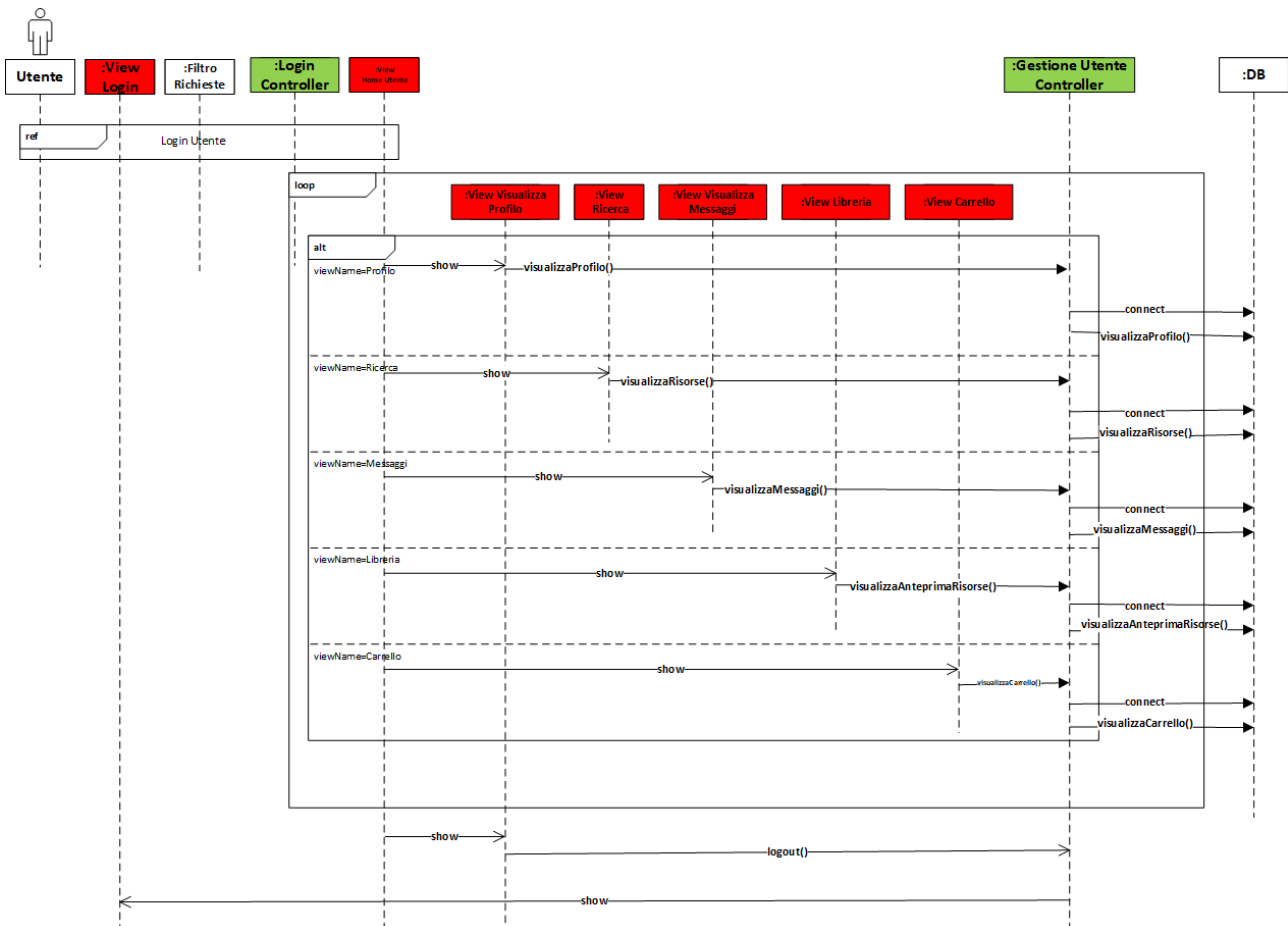 Utente
:View
Login
:Filtro
Richieste
:Login
Controller
:View
Home Utente
:Gestione Utente
Controller
:DB
ref
Login Utente
loop
:View Visualizza
Profilo
:View
Ricerca
:View Visualizza
Messaggi
:View Libreria
:View Carrello
alt
viewName=Profilo
show
visualizzaProfilo()
connect
visualizzaProfilo()
viewName=Ricerca
show
visualizzaRisorse()
connect
visualizzaRisorse()
viewName=Messaggi
show
visualizzaMessaggi()
connect
visualizzaMessaggi()
viewName=Libreria
show
visualizzaAnteprimaRisorse()
connect
visualizzaAnteprimaRisorse()
viewName=Carrello
show
visualizzaCarrello()
connect
visualizzaCarrello()
show
logout()
show